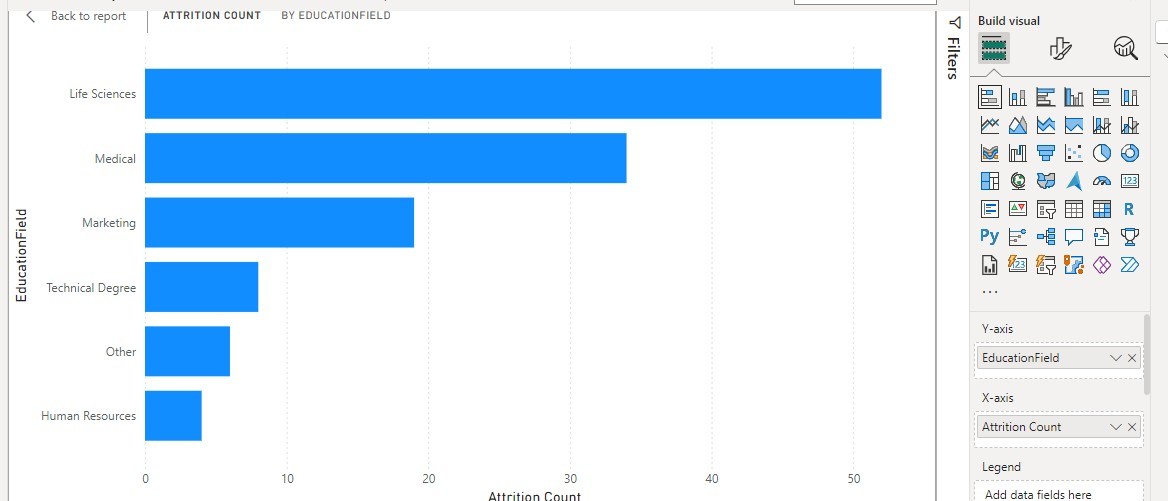 Back to report
ATTRITION COUNT BY EDUCATIONFIELD
Life Sciences
Medical
Marketing
Technical Degree
Other
Human Resources
EducationField
0 10 20 30 40 50
Attrition Count
Filters
Build visual
123
R
Py
123
...
Y-axis
EducationField
X-axis
Attrition Count
Legend
Add data fields here